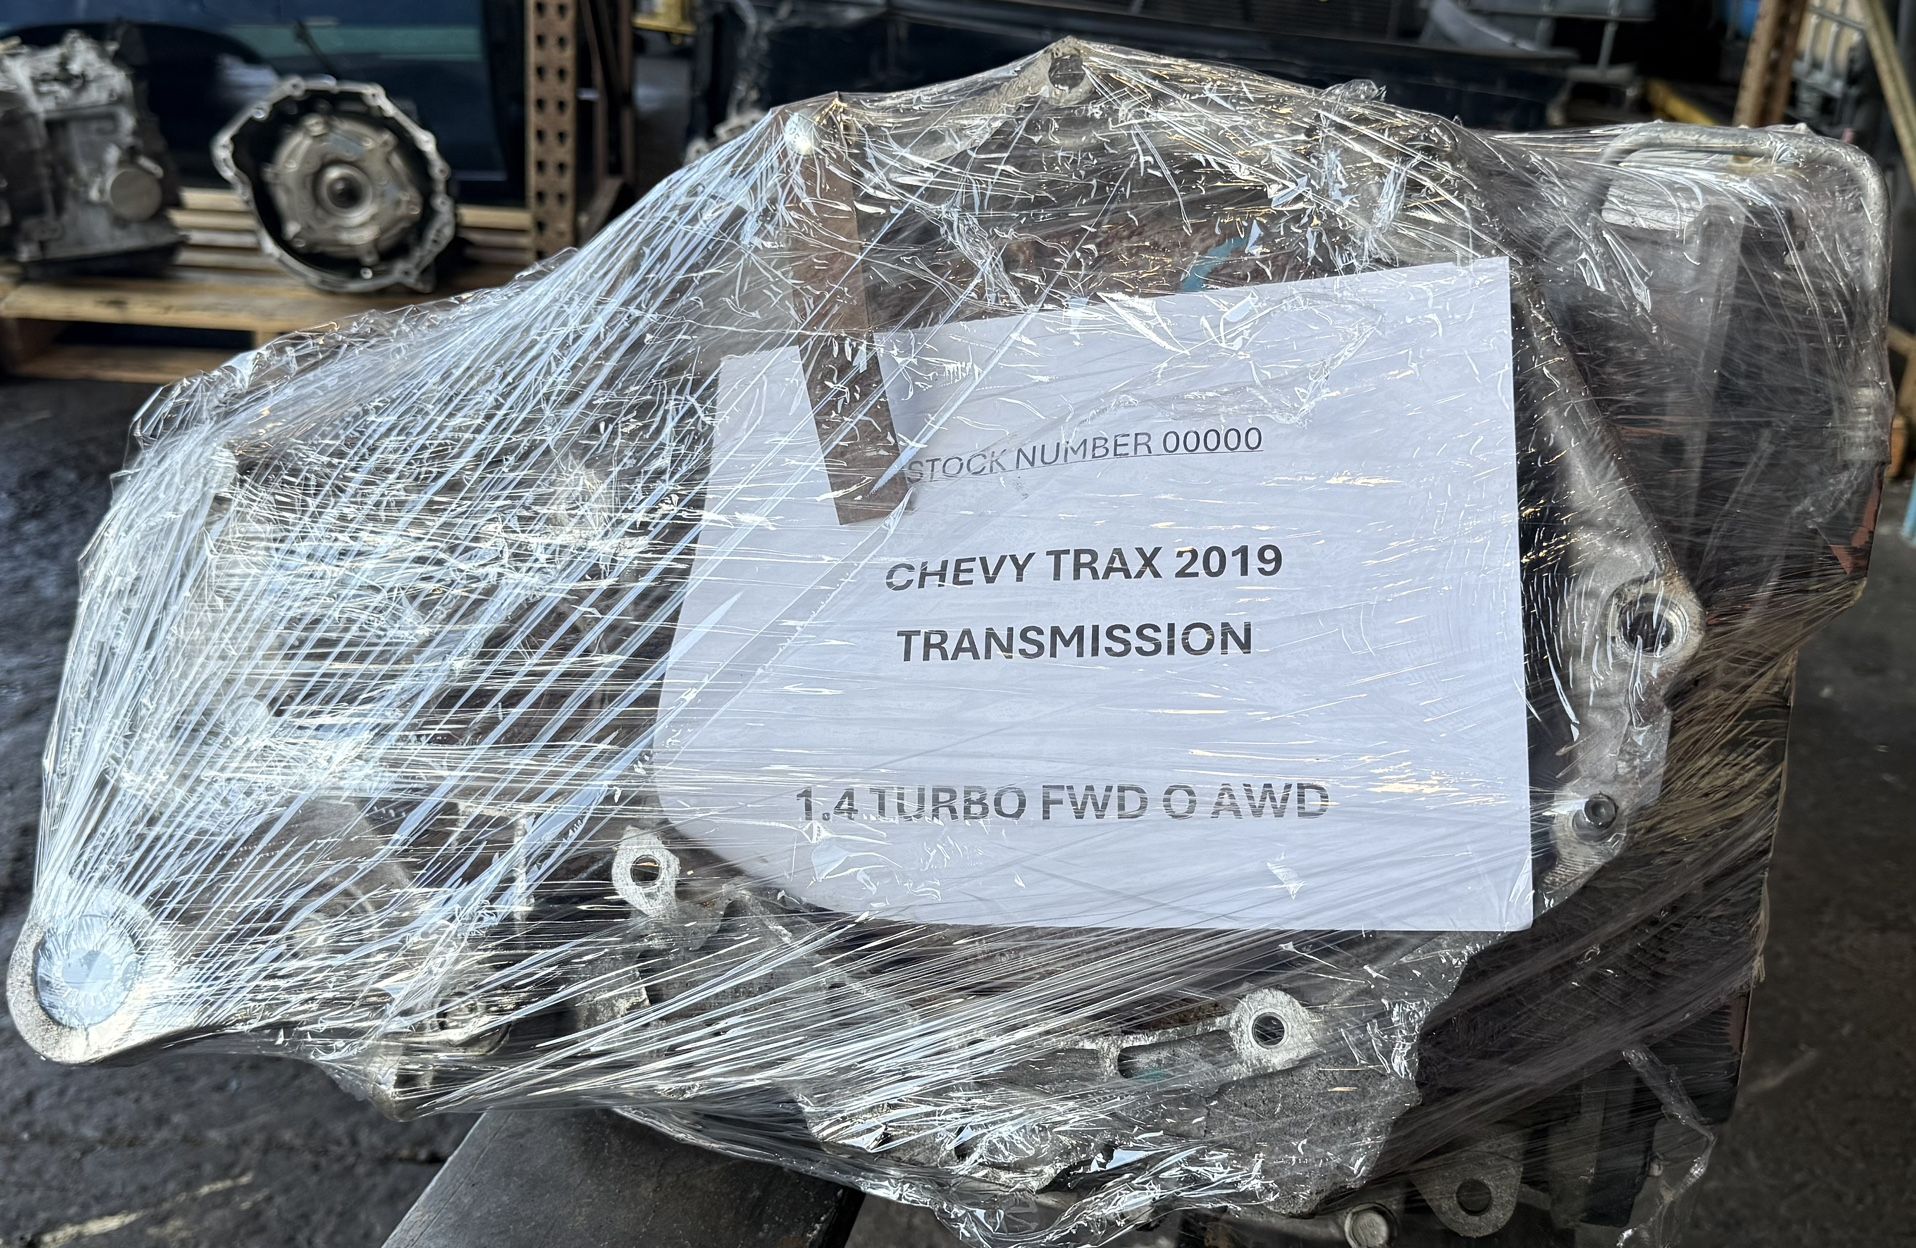 STOCK NUMBER 00000
CHEVY TRAX 2019
TRANSMISSION
1.4 TURBO FWD O AWD